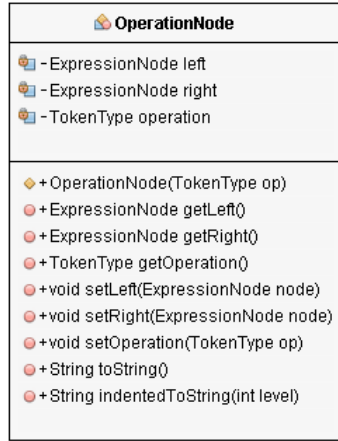 OperationNode
- ExpressionNode left
- ExpressionNode right
- TokenType operation
+ OperationNode(TokenType op)
+ ExpressionNode getLeft()
+ ExpressionNode getRight()
+ TokenType getOperation()
+ void setLeft(ExpressionNode node)
+ void setRight(ExpressionNode node)
+ void setOperation(TokenType op)
+ String toString()
+ String indentedToString(int level)